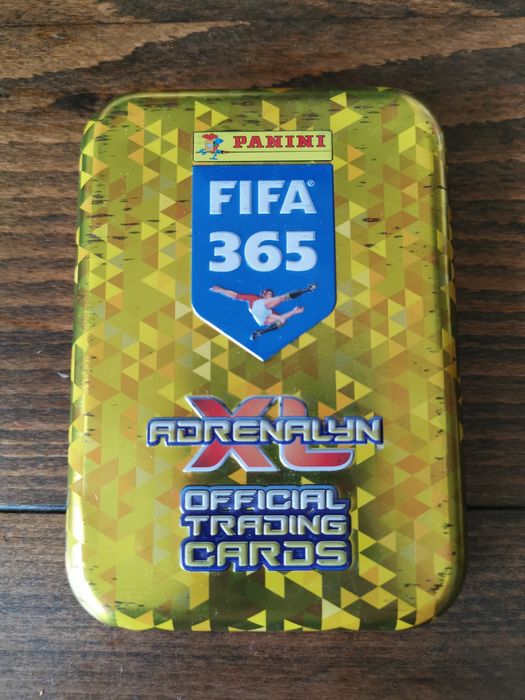 PANINI
FIFA®
365
ADRENALYN
XL
OFFICIAL
TRADING
CARDS